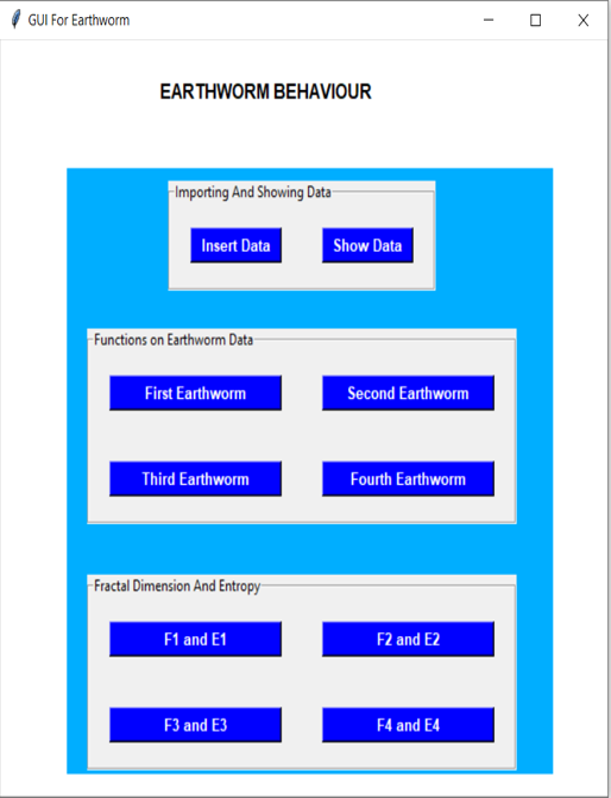 GUI For Earthworm
EARTHWORM BEHAVIOUR
Importing And Showing Data
Insert Data Show Data
Functions on Earthworm Data
First Earthworm Second Earthworm
Third Earthworm Fourth Earthworm
Fractal Dimension And Entropy
F1 and E1 F2 and E2
F3 and E3 F4 and E4